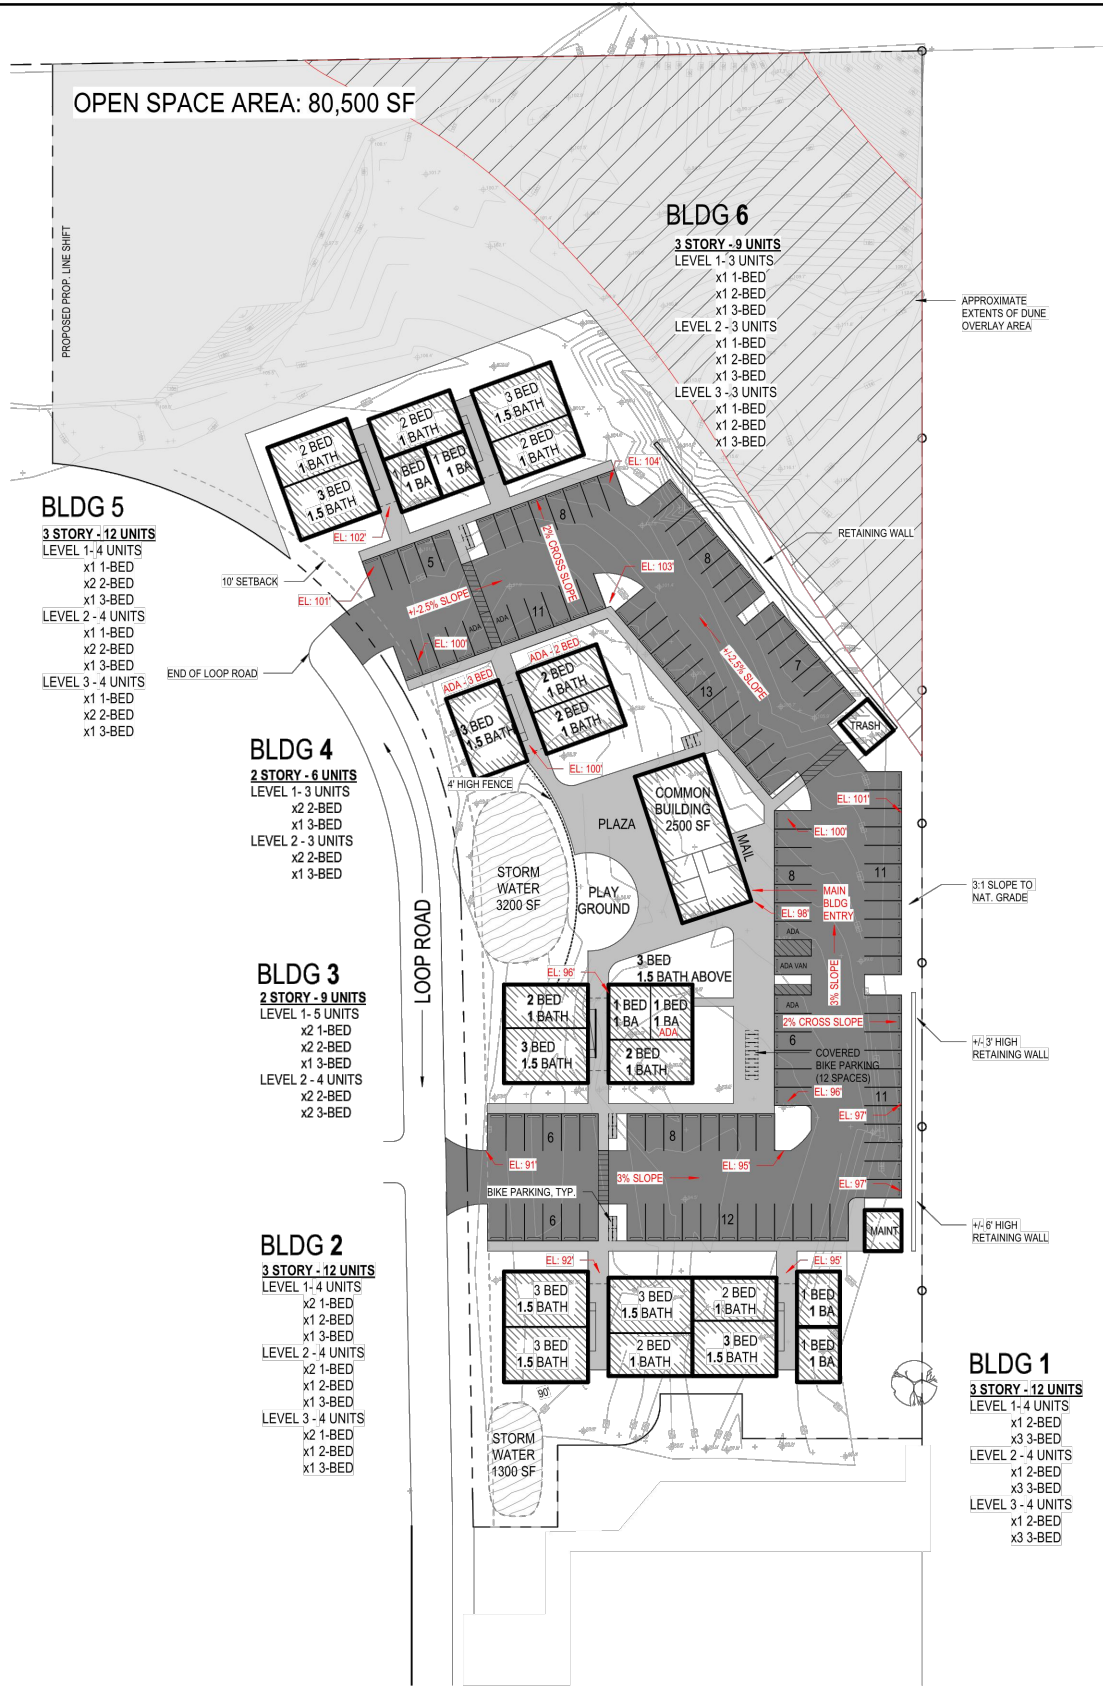 OPEN SPACE AREA: 80,500 SF
PROPOSED PROP. LINE SHIFT
BLDG 6
3 STORY - 9 UNITS
LEVEL 1- 3 UNITS
x1 1-BED
x1 2-BED
x1 3-BED
LEVEL 2 - 3 UNITS
x1 1-BED
x1 2-BED
x1 3-BED
LEVEL 3 - 3 UNITS
x1 1-BED
x1 2-BED
x1 3-BED
APPROXIMATE
EXTENTS OF DUNE
OVERLAY AREA
2 BED
1 BATH
3 BED
1.5 BATH
2 BED
1 BATH
1 BED
1 BA
1 BED
1 BA
3 BED
1.5 BATH
2 BED
1 BATH
EL: 104'
RETAINING WALL
BLDG 5
3 STORY - 12 UNITS
LEVEL 1- 4 UNITS
x1 1-BED
x2 2-BED
x1 3-BED
LEVEL 2 - 4 UNITS
x1 1-BED
x2 2-BED
x1 3-BED
LEVEL 3 - 4 UNITS
x1 1-BED
x2 2-BED
x1 3-BED
EL: 102'
10' SETBACK
EL: 101'
END OF LOOP ROAD
5
8
2% CROSS SLOPE
+/-2.5% SLOPE
ADA
ADA
11
EL: 100'
EL: 103'
8
7
13
+/-2.5% SLOPE
TRASH
ADA - 3 BED
ADA - 2 BED
3 BED
1.5 BATH
2 BED
1 BATH
2 BED
1 BATH
EL: 100'
4' HIGH FENCE
BLDG 4
2 STORY - 6 UNITS
LEVEL 1- 3 UNITS
x2 2-BED
x1 3-BED
LEVEL 2 - 3 UNITS
x2 2-BED
x1 3-BED
COMMON
BUILDING
2500 SF
PLAZA
MAIL
EL: 101'
EL: 100'
8
11
STORM
WATER
3200 SF
PLAY
GROUND
MAIN
BLDG
ENTRY
EL: 98'
3:1 SLOPE TO
NAT. GRADE
LOOP ROAD
ADA
ADA VAN
ADA
3% SLOPE
BLDG 3
2 STORY - 9 UNITS
LEVEL 1- 5 UNITS
x2 1-BED
x2 2-BED
x1 3-BED
LEVEL 2 - 4 UNITS
x2 2-BED
x2 3-BED
3 BED
1.5 BATH ABOVE
EL: 96'
2 BED
1 BATH
3 BED
1.5 BATH
1 BED
1 BA
1 BED
1 BA
ADA
2 BED
1 BATH
2% CROSS SLOPE
6
COVERED
BIKE PARKING
(12 SPACES)
+/- 3' HIGH
RETAINING WALL
EL: 96'
11
EL: 97'
6
8
EL: 91'
EL: 95'
3% SLOPE
EL: 97'
BIKE PARKING, TYP.
6
12
MAINT
+/- 6' HIGH
RETAINING WALL
BLDG 2
3 STORY - 12 UNITS
LEVEL 1- 4 UNITS
x2 1-BED
x1 2-BED
x1 3-BED
LEVEL 2 - 4 UNITS
x2 1-BED
x1 2-BED
x1 3-BED
LEVEL 3 - 4 UNITS
x2 1-BED
x1 2-BED
x1 3-BED
EL: 92'
EL: 95'
3 BED
1.5 BATH
3 BED
1.5 BATH
3 BED
1.5 BATH
2 BED
1 BATH
2 BED
1 BATH
3 BED
1.5 BATH
1 BED
1 BA
1 BED
1 BA
90'
STORM
WATER
1300 SF
BLDG 1
3 STORY - 12 UNITS
LEVEL 1- 4 UNITS
x1 2-BED
x3 3-BED
LEVEL 2 - 4 UNITS
x1 2-BED
x3 3-BED
LEVEL 3 - 4 UNITS
x1 2-BED
x3 3-BED